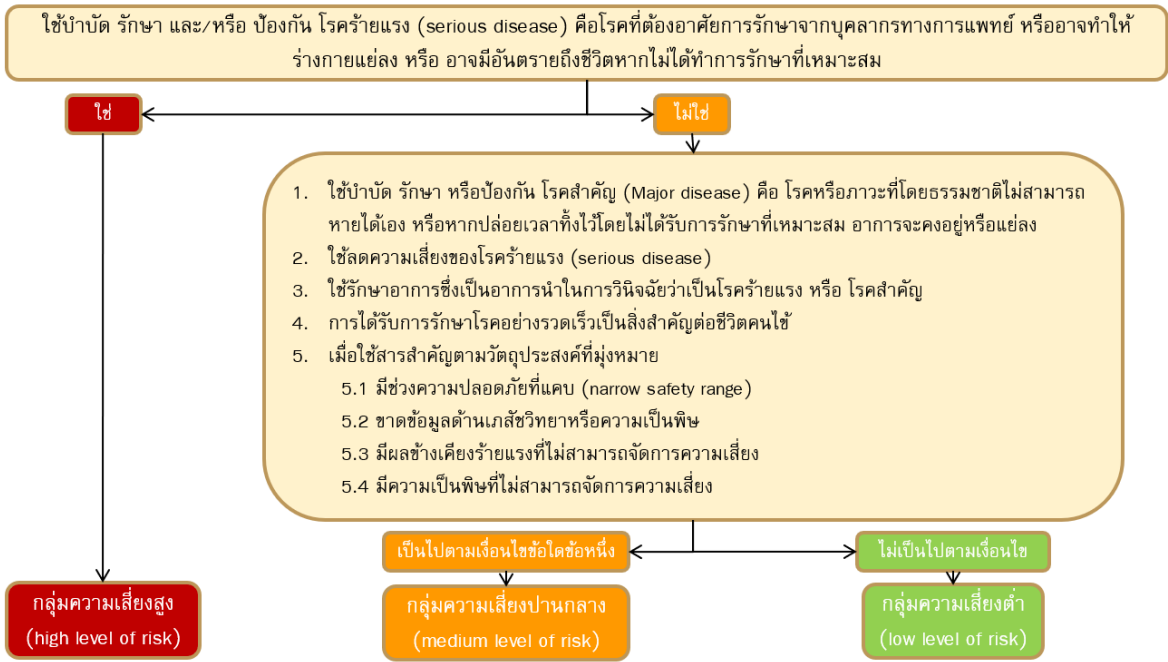 ใช้บำบัด รักษา และ/หรือ ป้องกัน โรคร้ายแรง (serious disease) คือโรคที่ต้องอาศัยการรักษาจากบุคลากรทางการแพทย์ หรืออาจทำให้
ร่างกายแย่ลง หรือ อาจมีอันตรายถึงชีวิตหากไม่ได้ทำการรักษาที่เหมาะสม
ใช่
ไม่ใช่
1. ใช้บำบัด รักษา หรือป้องกัน โรคสำคัญ (Major disease) คือ โรคหรือภาวะที่โดยธรรมชาติไม่สามารถ
หายได้เอง หรือหากปล่อยเวลาทิ้งไว้โดยไม่ได้รับการรักษาที่เหมาะสม อาการจะคงอยู่หรือแย่ลง
2. ใช้ลดความเสี่ยงของโรคร้ายแรง (serious disease)
3. ใช้รักษาอาการซึ่งเป็นอาการนำในการวินิจฉัยว่าเป็นโรคร้ายแรง หรือ โรคสำคัญ
4. การได้รับการรักษาโรคอย่างรวดเร็วเป็นสิ่งสำคัญต่อชีวิตคนไข้
5. เมื่อใช้สารสำคัญตามวัตถุประสงค์ที่มุ่งหมาย
5.1 มีช่วงความปลอดภัยที่แคบ (narrow safety range)
5.2 ขาดข้อมูลด้านเภสัชวิทยาหรือความเป็นพิษ
5.3 มีผลข้างเคียงร้ายแรงที่ไม่สามารถจัดการความเสี่ยง
5.4 มีความเป็นพิษที่ไม่สามารถจัดการความเสี่ยง
เป็นไปตามเงื่อนไขข้อใดข้อหนึ่ง
ไม่เป็นไปตามเงื่อนไข
กลุ่มความเสี่ยงสูง
(high level of risk)
กลุ่มความเสี่ยงปานกลาง
(medium level of risk)
กลุ่มความเสี่ยงต่ำ
(low level of risk)